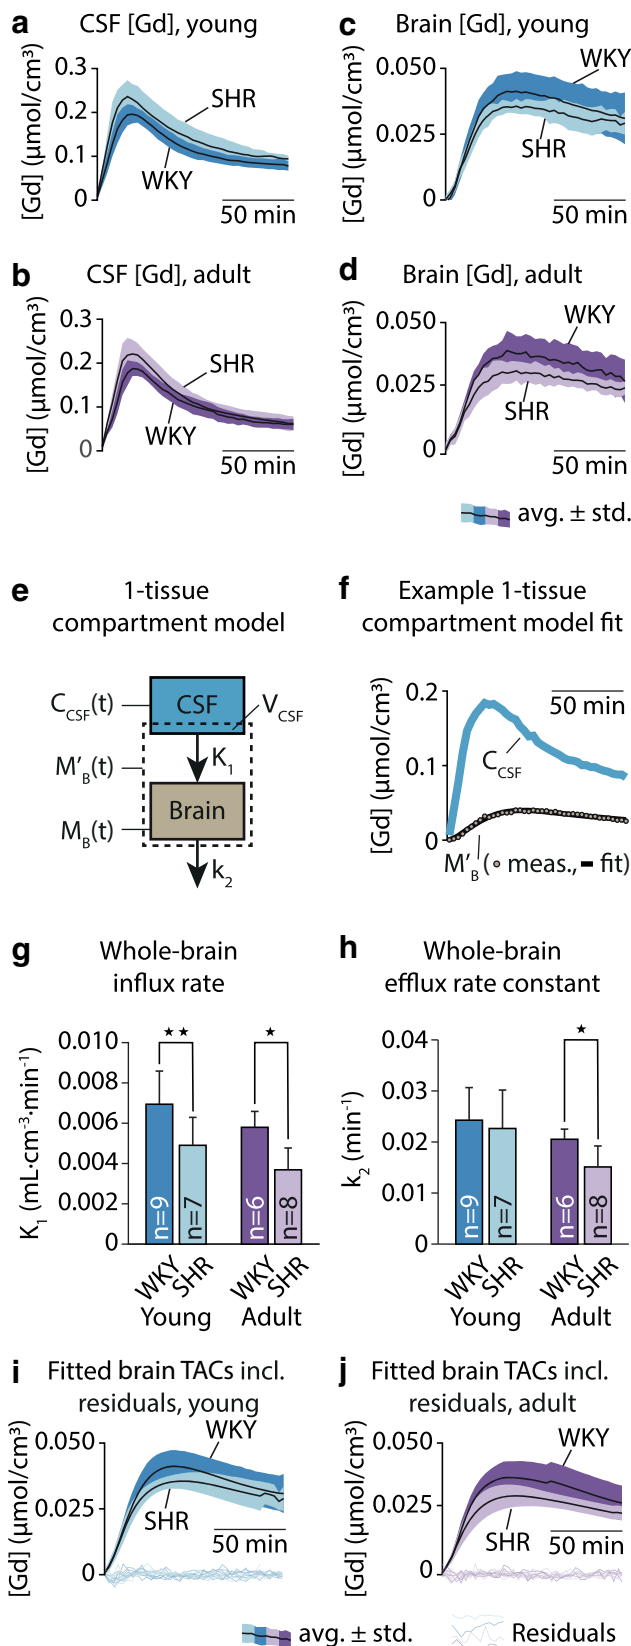 a CSF [Gd], young
[Gd] (μmol/cm³)
0.3
0.2
0.1
0
SHR
WKY
50 min
c Brain [Gd], young
[Gd] (μmol/cm³)
0.050
0.025
0
WKY
SHR
50 min
b CSF [Gd], adult
[Gd] (μmol/cm³)
0.3
0.2
0.1
0
SHR
WKY
50 min
d Brain [Gd], adult
[Gd] (μmol/cm³)
0.050
0.025
0
WKY
SHR
50 min
avg. ± std.
e 1-tissue
compartment model
C_CSF(t)
CSF
V_CSF
M'_B(t)
K_1
M_B(t)
Brain
k_2
f Example 1-tissue
compartment model fit
[Gd] (μmol/cm³)
0.2
0.1
0
50 min
C_CSF
M'_B (∘ meas., ━ fit)
g Whole-brain
influx rate
K_1 (mL·cm⁻³·min⁻¹)
0.010
0.008
0.006
0.004
0.002
0
★ ★
★
n=9
n=7
n=6
n=8
WKY
SHR
WKY
SHR
Young
Adult
h Whole-brain
efflux rate constant
k_2 (min⁻¹)
0.04
0.03
0.02
0.01
0
★
n=9
n=7
n=6
n=8
WKY
SHR
WKY
SHR
Young
Adult
i Fitted brain TACs incl.
residuals, young
[Gd] (μmol/cm³)
0.050
0.025
0
WKY
SHR
50 min
j Fitted brain TACs incl.
residuals, adult
[Gd] (μmol/cm³)
0.050
0.025
0
WKY
SHR
50 min
avg. ± std.
Residuals